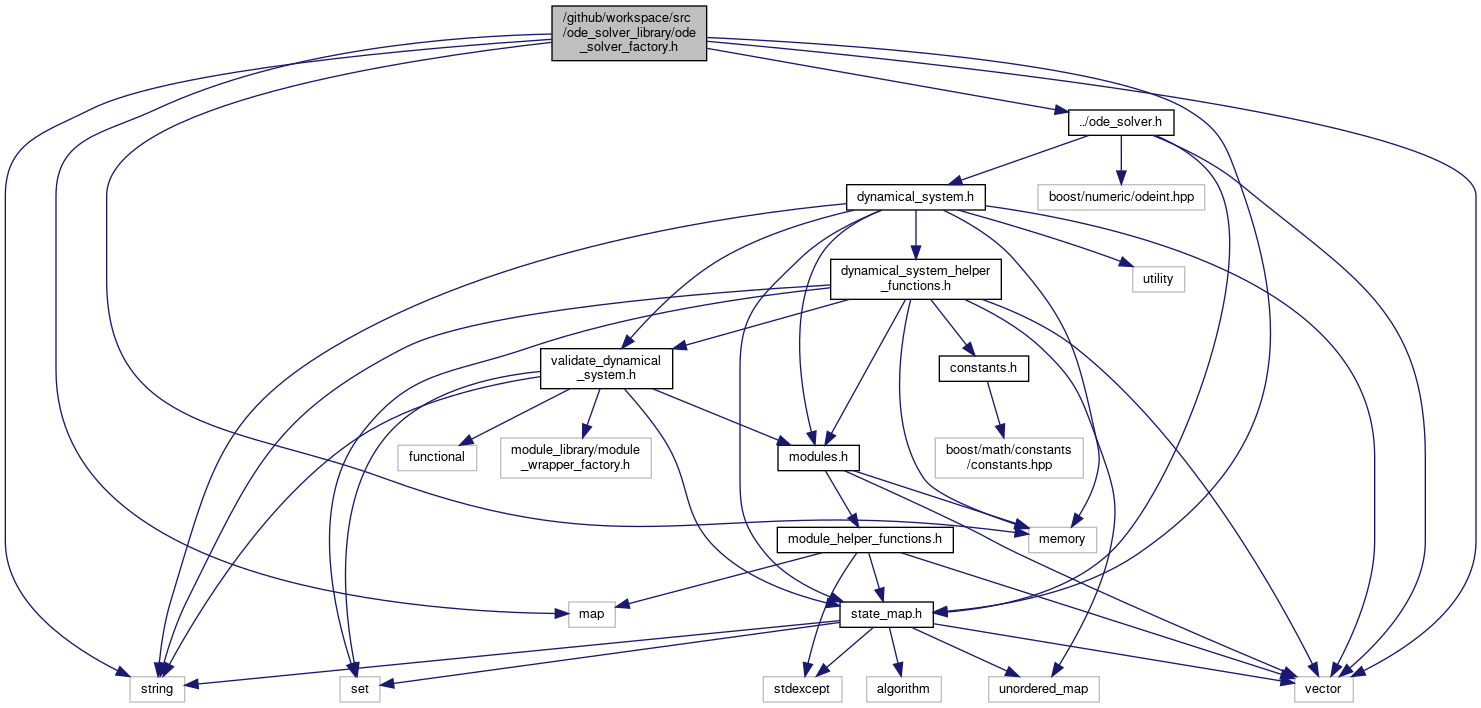 /github/workspace/src
/ode_solver_library/ode
_solver_factory.h
../ode_solver.h
dynamical_system.h
boost/numeric/odeint.hpp
dynamical_system_helper
_functions.h
utility
validate_dynamical
_system.h
constants.h
functional
module_library/module
_wrapper_factory.h
modules.h
boost/math/constants
/constants.hpp
module_helper_functions.h
memory
map
state_map.h
string
set
stdexcept
algorithm
unordered_map
vector